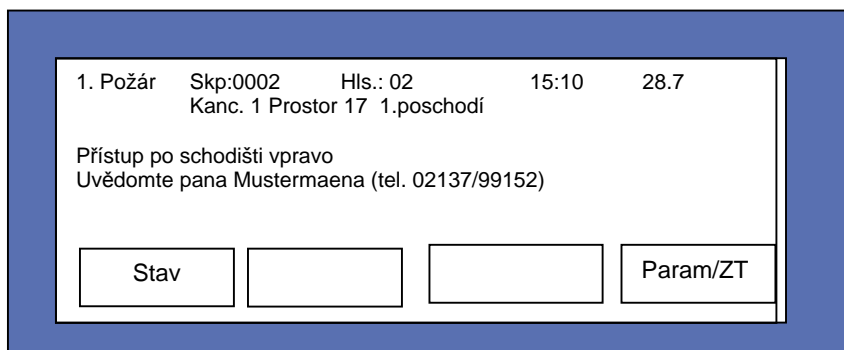 1. Požár Skp:0002 Hls.: 02 15:10 28.7
Kanc. 1 Prostor 17 1.poschodí
Přístup po schodišti vpravo
Uvědomte pana Mustermaena (tel. 02137/99152)
Stav Param/ZT